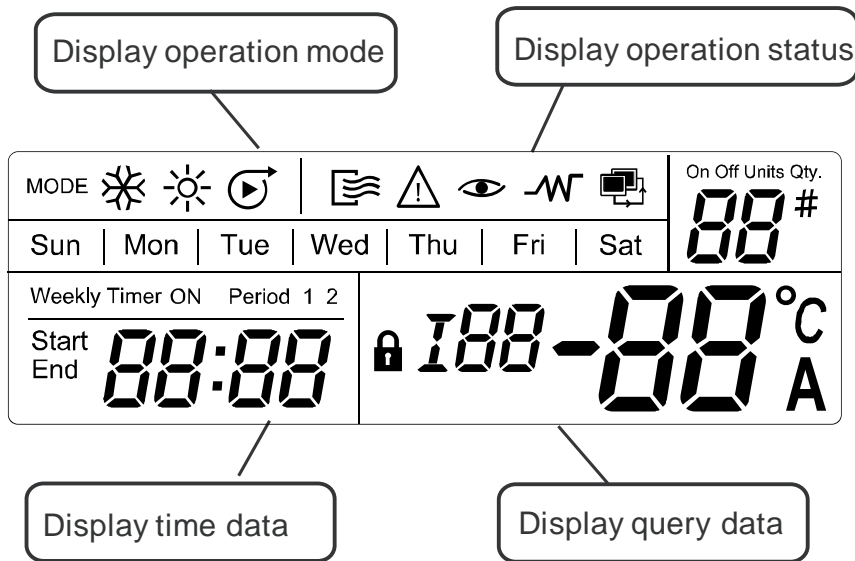 Display operation mode
Display operation status
MODE
On Off Units Qty.
88 #
Sun Mon Tue Wed Thu Fri Sat
Weekly Timer ON Period 1 2
Start
End
88:88
I88
-88
°C
A
Display time data
Display query data